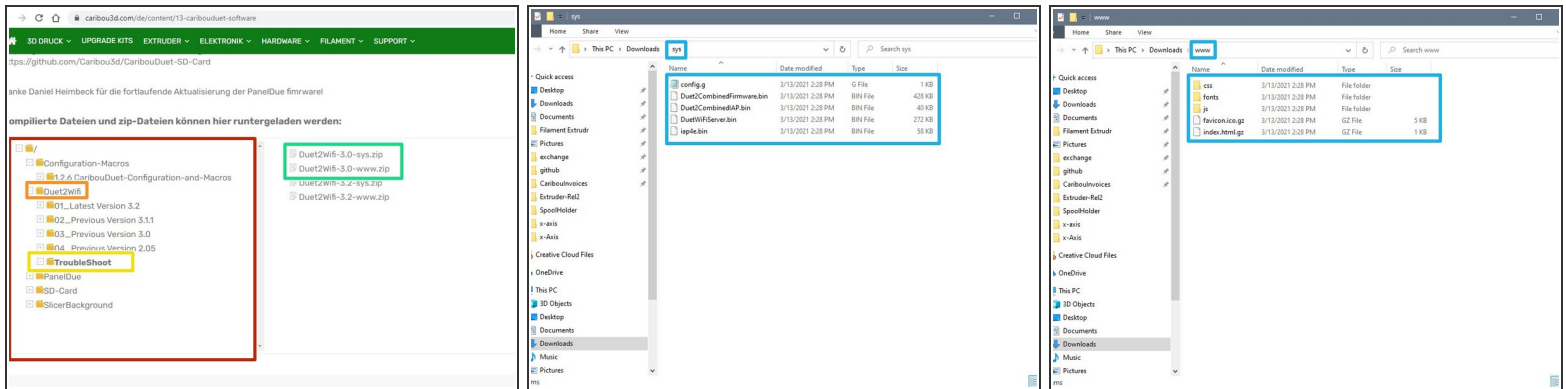 caribou3d.com/de/content/13-caribouduet-software
3D DRUCK UPGRADE KITS EXTRUDER ELEKTRONIK HARDWARE FILAMENT SUPPORT
ttps://github.com/Caribou3d/CaribouDuet-SD-Card
anke Daniel Heimbeck für die fortlaufende Aktualisierung der PanelDue fimrware!
ompilierte Dateien und zip-Dateien können hier runtergeladen werden:
/
Configuration-Macros
1.2.6 CaribouDuet-Configuration-and-Macros
Duet2Wifi
01_Latest Version 3.2
02_Previous Version 3.1.1
03_Previous Version 3.0
04_Previous Version 2.05
TroubleShoot
PanelDue
SD-Card
SlicerBackground
Duet2Wifi-3.0-sys.zip
Duet2Wifi-3.0-www.zip
Duet2Wifi-3.2-sys.zip
Duet2Wifi-3.2-www.zip
sys
Home Share View
This PC Downloads sys
Search sys
Name Date modified Type Size
config.g 3/13/2021 2:28 PM G File 1 KB
Duet2CombinedFirmware.bin 3/13/2021 2:28 PM BIN File 428 KB
Duet2CombinedIAP.bin 3/13/2021 2:28 PM BIN File 40 KB
DuetWiFiServer.bin 3/13/2021 2:28 PM BIN File 272 KB
iap4e.bin 3/13/2021 2:28 PM BIN File 58 KB
Quick access
Desktop
Downloads
Documents
Filament Extrudr
Pictures
exchange
github
CaribouInvoices
Extruder-Rel2
SpoolHolder
x-axis
x-Axis
Creative Cloud Files
OneDrive
This PC
3D Objects
Desktop
Documents
Downloads
Music
Pictures
ms
www
Home Share View
This PC Downloads www
Search www
Name Date modified Type Size
css 3/13/2021 2:28 PM File folder
fonts 3/13/2021 2:28 PM File folder
js 3/13/2021 2:28 PM File folder
favicon.ico.gz 3/13/2021 2:28 PM GZ File 5 KB
index.html.gz 3/13/2021 2:28 PM GZ File 1 KB
Quick access
Desktop
Downloads
Documents
Filament Extrudr
Pictures
exchange
github
CaribouInvoices
Extruder-Rel2
SpoolHolder
x-axis
x-Axis
Creative Cloud Files
OneDrive
This PC
3D Objects
Desktop
Documents
Downloads
Music
Pictures
ms